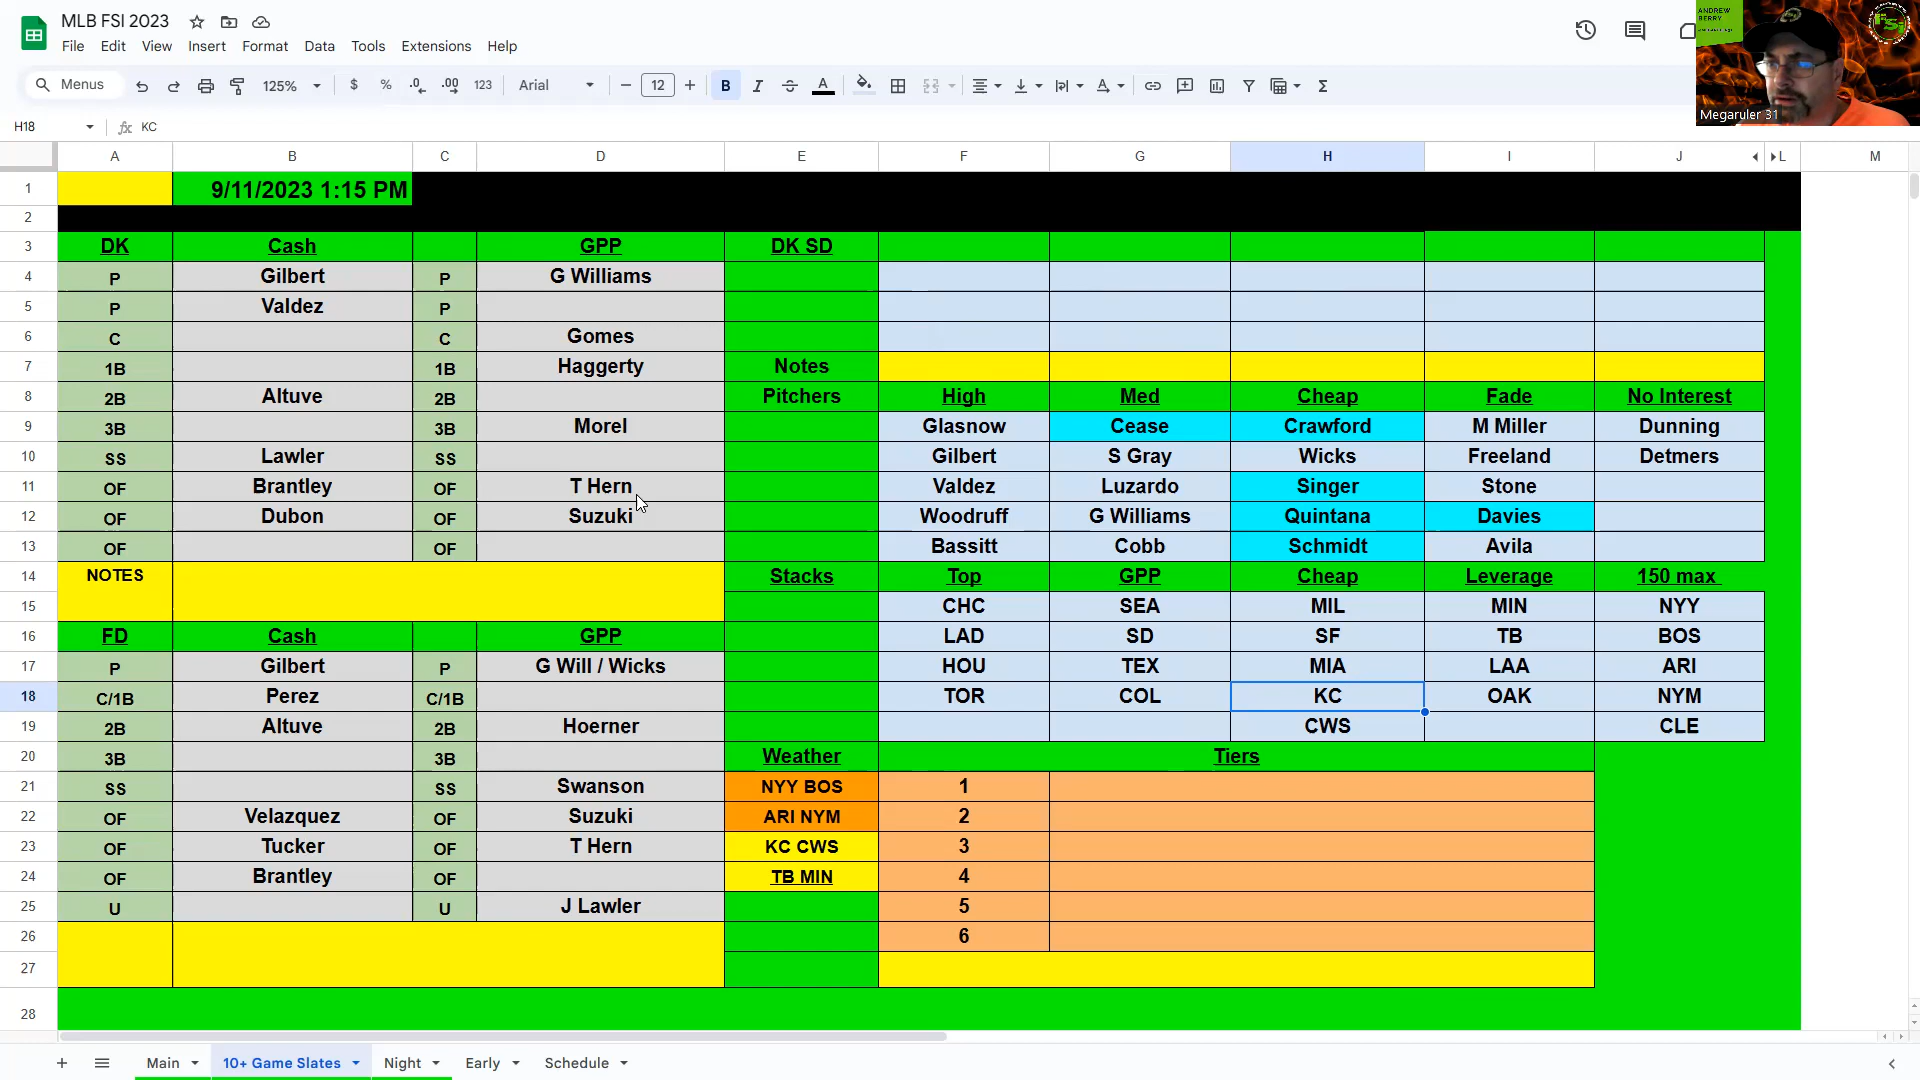 MLB FSI 2023
File Edit View Insert Format Data Tools Extensions Help
Menus 125% $ % .0 .00 123 Arial 12 B I A Σ
H18 fx KC
ANDREW BERRY
FSi
Megaruler 31
A B C D E F G H I J L M
1 9/11/2023 1:15 PM
2
3 DK Cash GPP DK SD
4 P Gilbert P G Williams
5 P Valdez P
6 C C Gomes
7 1B 1B Haggerty Notes
8 2B Altuve 2B Pitchers High Med Cheap Fade No Interest
9 3B 3B Morel Glasnow Cease Crawford M Miller Dunning
10 SS Lawler SS Gilbert S Gray Wicks Freeland Detmers
11 OF Brantley OF T Hern Valdez Luzardo Singer Stone
12 OF Dubon OF Suzuki Woodruff G Williams Quintana Davies
13 OF OF Bassitt Cobb Schmidt Avila
14 NOTES Stacks Top GPP Cheap Leverage 150 max
15 CHC SEA MIL MIN NYY
16 FD Cash GPP LAD SD SF TB BOS
17 P Gilbert P G Will / Wicks HOU TEX MIA LAA ARI
18 C/1B Perez C/1B TOR COL KC OAK NYM
19 2B Altuve 2B Hoerner CWS CLE
20 3B 3B Weather Tiers
21 SS SS Swanson NYY BOS 1
22 OF Velazquez OF Suzuki ARI NYM 2
23 OF Tucker OF T Hern KC CWS 3
24 OF Brantley OF TB MIN 4
25 U U J Lawler 5
26 6
27
28
Main 10+ Game Slates Night Early Schedule